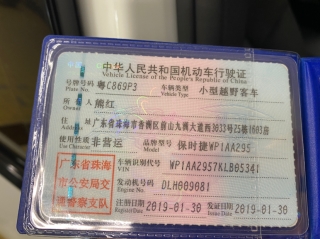 中华人民共和国机动车行驶证
Vehicle License of the People's Republic of China
号牌号码 粤C869P3 车辆类型 小型越野客车
Plate No. Vehicle Type
所有人 熊红
Owner
住址 广东省珠海市香洲区前山九洲大道西3033号25栋1603房
Address
使用性质 非营运 品牌型号 保时捷WP1AA295
Use Character Model
广东省珠海
市公安局交
通警察支队
车辆识别代号 WP1AA2957KLB05341
VIN
发动机号码 DLH009081
Engine No.
注册日期 2019-01-30 发证日期 2019-01-30
Register Date Issue Date